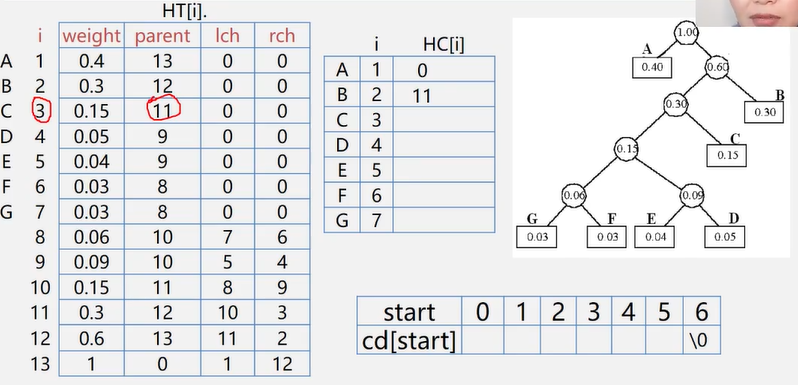 HT[i].
i weight parent lch rch
A 1 0.4 13 0 0
B 2 0.3 12 0 0
C 3 0.15 11 0 0
D 4 0.05 9 0 0
E 5 0.04 9 0 0
F 6 0.03 8 0 0
G 7 0.03 8 0 0
8 0.06 10 7 6
9 0.09 10 5 4
10 0.15 11 8 9
11 0.3 12 10 3
12 0.6 13 11 2
13 1 0 1 12
i HC[i]
A 1 0
B 2 11
C 3
D 4
E 5
F 6
G 7
1.00
A
0.40 0.60
B
0.30 0.30
C
0.15 0.15
0.06 0.09
G F E D
0.03 0.03 0.04 0.05
start 0 1 2 3 4 5 6
cd[start] \0